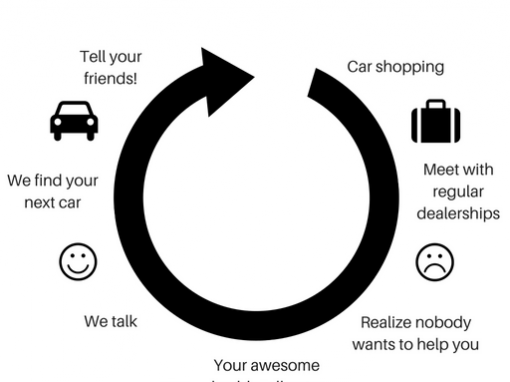 Car shopping
Meet with
regular
dealerships
Realize nobody
wants to help you
Your awesome
We talk
We find your
next car
Tell your
friends!